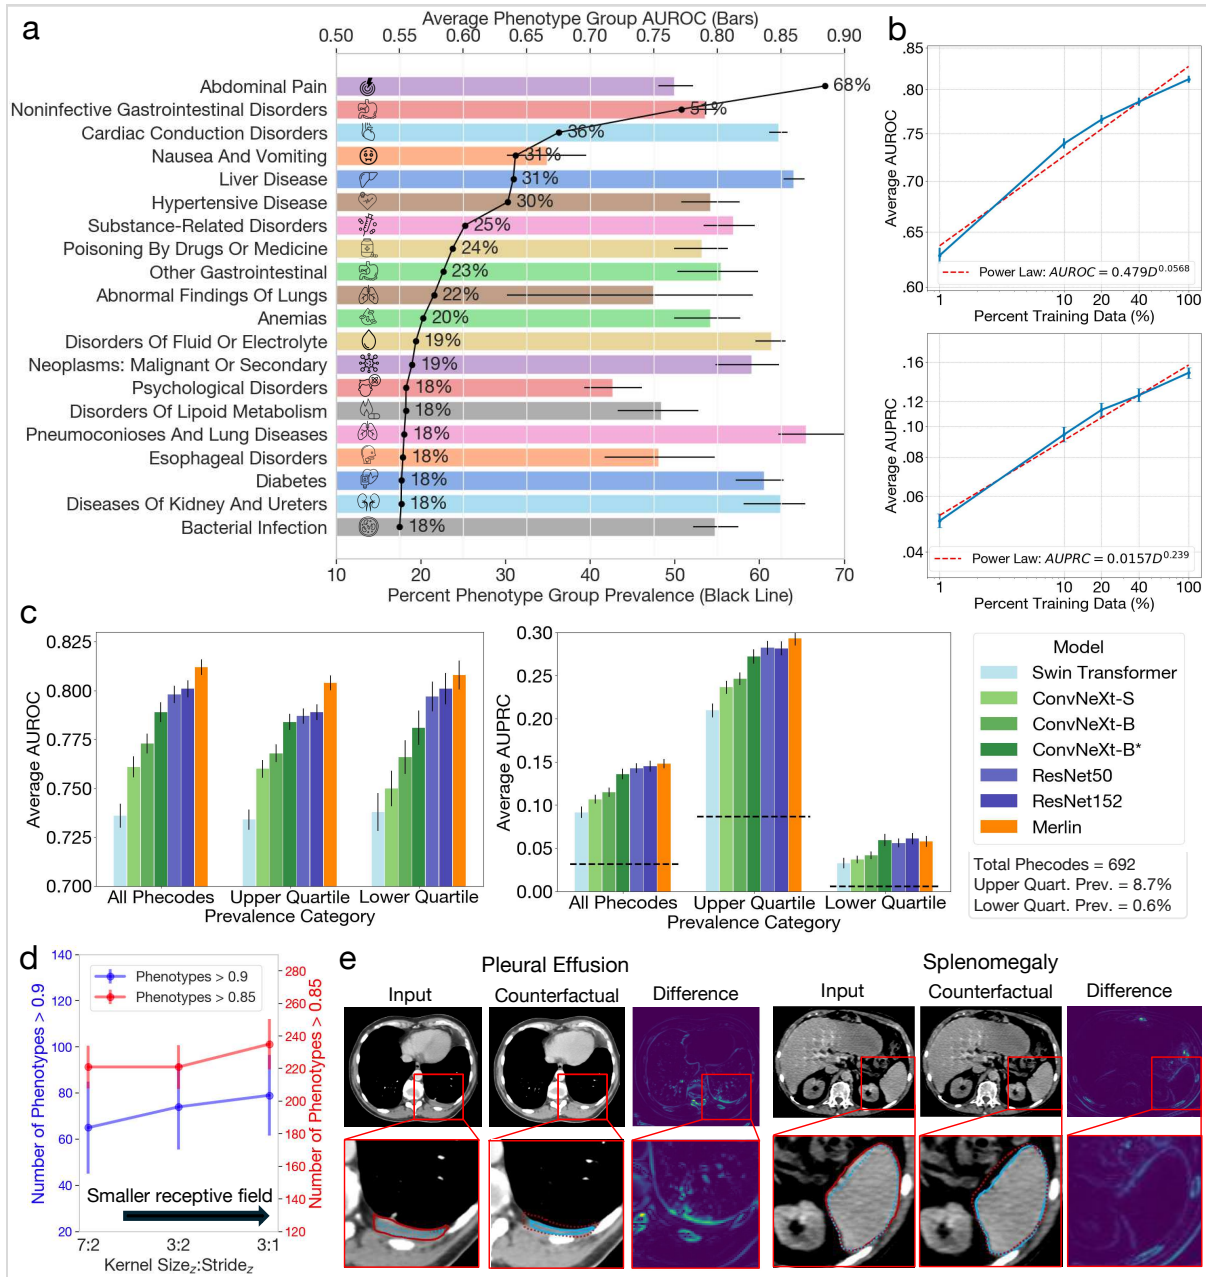 a
Average Phenotype Group AUROC (Bars)
0.50 0.55 0.60 0.65 0.70 0.75 0.80 0.85 0.90
Abdominal Pain 68%
Noninfective Gastrointestinal Disorders 51%
Cardiac Conduction Disorders 36%
Nausea And Vomiting 31%
Liver Disease 31%
Hypertensive Disease 30%
Substance-Related Disorders 25%
Poisoning By Drugs Or Medicine 24%
Other Gastrointestinal 23%
Abnormal Findings Of Lungs 22%
Anemias 20%
Disorders Of Fluid Or Electrolyte 19%
Neoplasms: Malignant Or Secondary 19%
Psychological Disorders 18%
Disorders Of Lipoid Metabolism 18%
Pneumoconioses And Lung Diseases 18%
Esophageal Disorders 18%
Diabetes 18%
Diseases Of Kidney And Ureters 18%
Bacterial Infection 18%
10 20 30 40 50 60 70
Percent Phenotype Group Prevalence (Black Line)
b
.85
.80
.75
.70
.65
.60
Average AUROC
Power Law: AUROC = 0.479D^0.0568
1 10 20 40 100
Percent Training Data (%)
.16
.12
.10
.08
.06
.04
Average AUPRC
Power Law: AUPRC = 0.0157D^0.239
1 10 20 40 100
Percent Training Data (%)
c
0.825
0.800
0.775
0.750
0.725
0.700
Average AUROC
All Phecodes Upper Quartile Lower Quartile
Prevalence Category
0.30
0.25
0.20
0.15
0.10
0.05
0.00
Average AUPRC
All Phecodes Upper Quartile Lower Quartile
Prevalence Category
Model
Swin Transformer
ConvNeXt-S
ConvNeXt-B
ConvNeXt-B*
ResNet50
ResNet152
Merlin
Total Phecodes = 692
Upper Quart. Prev. = 8.7%
Lower Quart. Prev. = 0.6%
d
140
120
100
80
60
40
20
Number of Phenotypes > 0.9
Phenotypes > 0.9
Phenotypes > 0.85
280
260
240
220
200
180
160
140
120
Number of Phenotypes > 0.85
Smaller receptive field
7:2 3:2 3:1
Kernel Size_z:Stride_z
e
Pleural Effusion
Input Counterfactual Difference
Splenomegaly
Input Counterfactual Difference